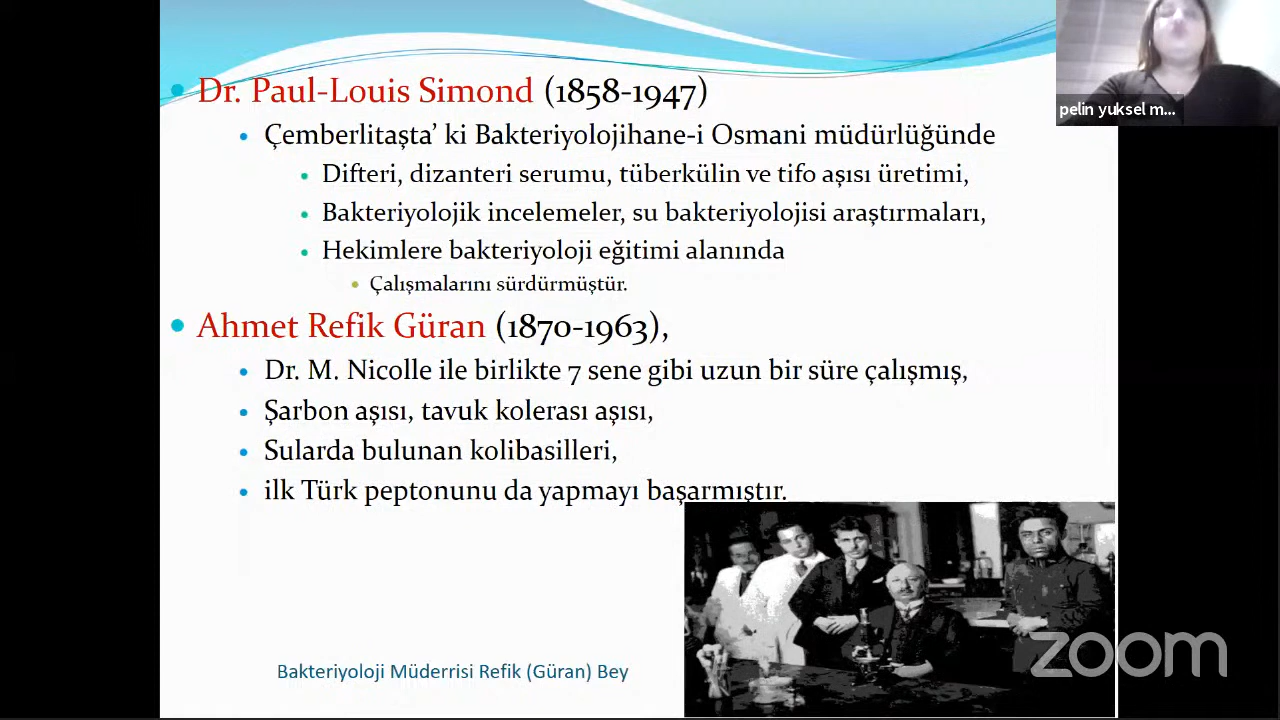 Dr. Paul-Louis Simond (1858-1947)
pelin yuksel m...
Çemberlitaşta' ki Bakteriyolojihane-i Osmani müdürlüğünde
Difteri, dizanteri serumu, tüberkülin ve tifo aşısı üretimi,
Bakteriyolojik incelemeler, su bakteriyolojisi araştırmaları,
Hekimlere bakteriyoloji eğitimi alanında
Çalışmalarını sürdürmüştür.
Ahmet Refik Güran (1870-1963),
Dr. M. Nicolle ile birlikte 7 sene gibi uzun bir süre çalışmış,
Şarbon aşısı, tavuk kolerası aşısı,
Sularda bulunan kolibasilleri,
ilk Türk peptonunu da yapmayı başarmıştır.
Bakteriyoloji Müderrisi Refik (Güran) Bey
zoom